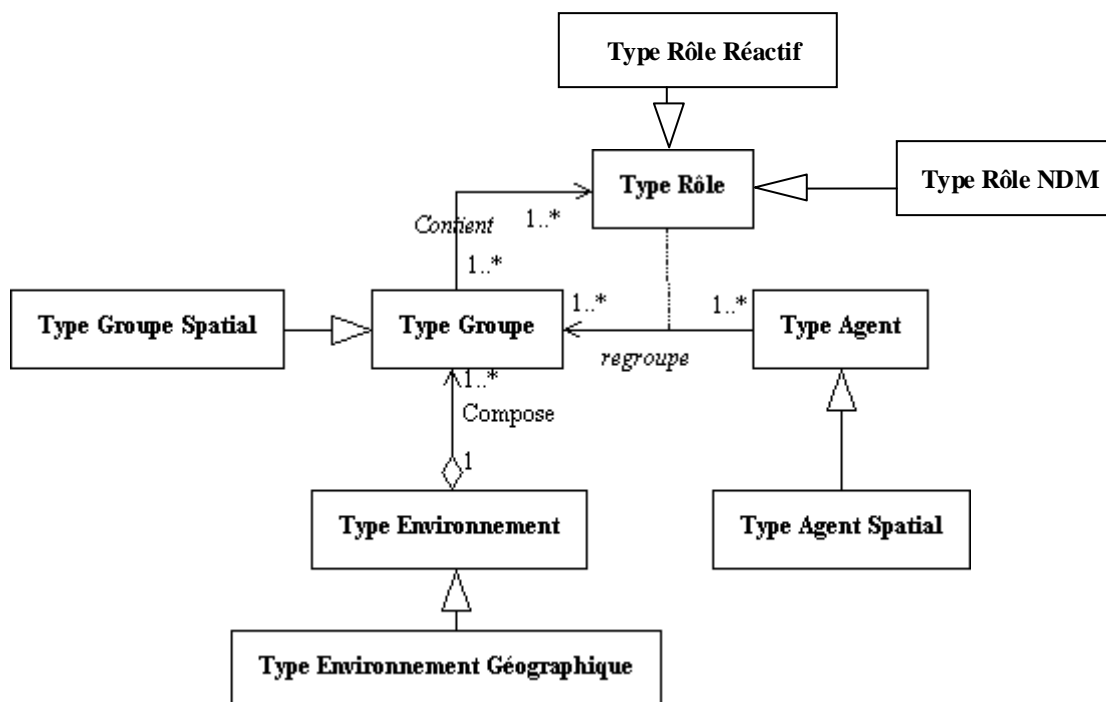 Type Rôle Réactif
Type Rôle
Type Rôle NDM
Contient
1..*
1..*
Type Groupe Spatial
Type Groupe
1..*
1..*
Type Agent
regroupe
1..*
Compose
1
Type Environnement
Type Agent Spatial
Type Environnement Géographique